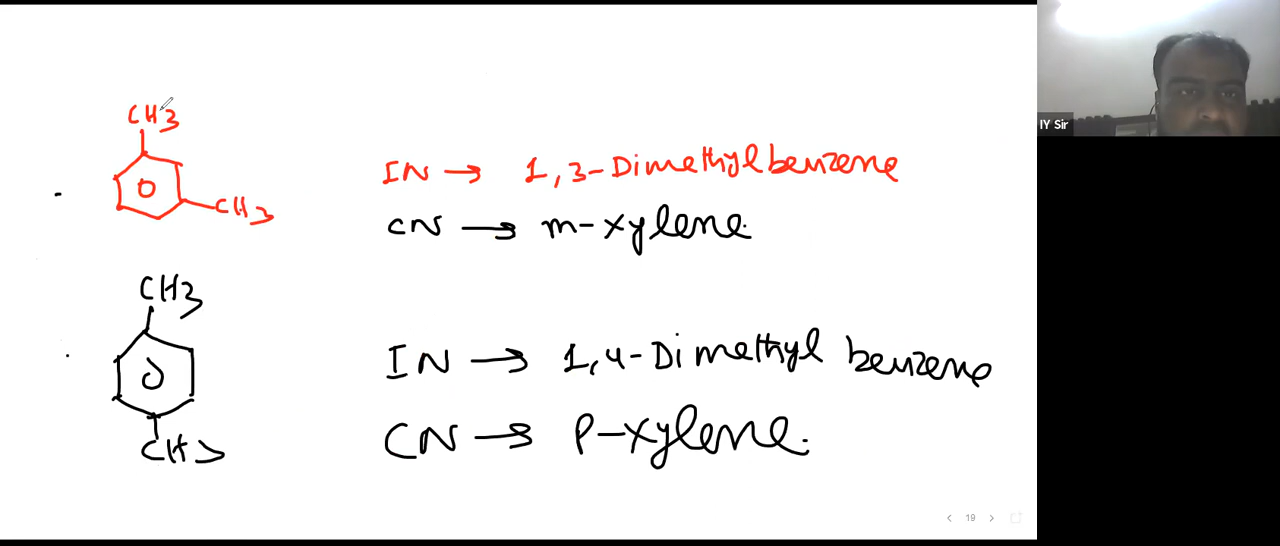 CH3
CH3
IN → 1,3-Dimethylbenzene
CN → m-xylene.
CH3
IN → 1,4-Dimethyl benzene
CH3
CN → P-xylene.
19
IY Sir